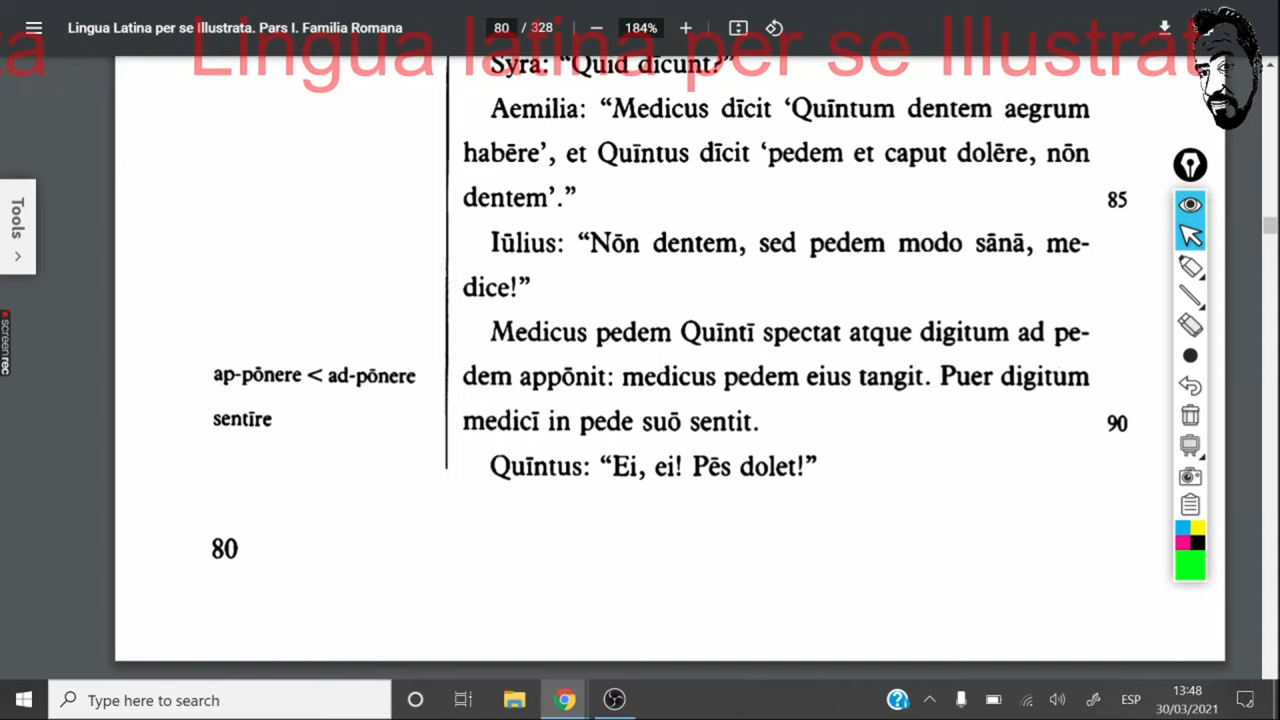 Lingua Latina per se Illustrata. Pars I. Familia Romana
80 / 328
184%
Lingua latina per se Illustrat
ta
Syra: “Quid dīcunt?”
Aemilia: “Medicus dīcit ‘Quīntum dentem aegrum
habēre’, et Quīntus dīcit ‘pedem et caput dolēre, nōn
dentem’.”
85
Iūlius: “Nōn dentem, sed pedem modo sānā, me-
dice!”
Medicus pedem Quīntī spectat atque digitum ad pe-
ap-pōnere < ad-pōnere
dem appōnit: medicus pedem eius tangit. Puer digitum
sentīre
medicī in pede suō sentit.
90
Quīntus: “Ei, ei! Pēs dolet!”
80
Tools
screenrec
Type here to search
ESP
13:48
30/03/2021